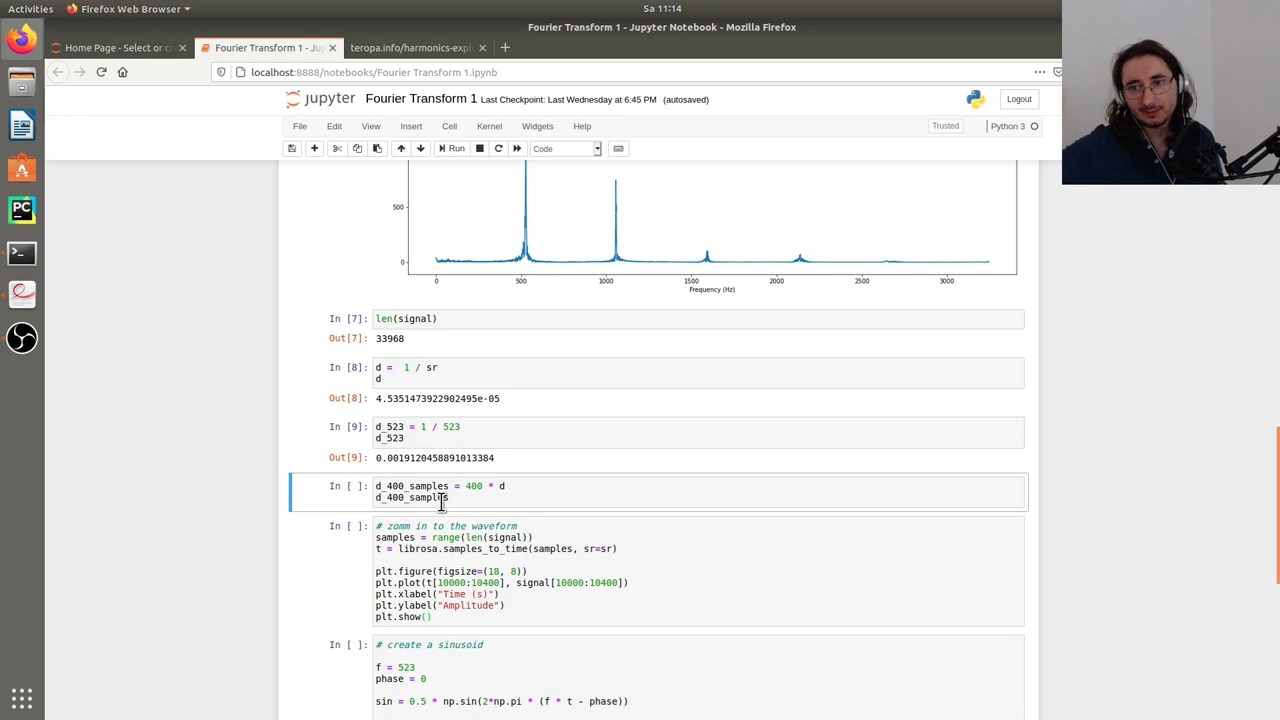 Activities
Firefox Web Browser
Sa 11:14
Fourier Transform 1 - Jupyter Notebook - Mozilla Firefox
Home Page - Select or cr
Fourier Transform 1 - Ju
teropa.info/harmonics-expl
localhost:8888/notebooks/Fourier Transform 1.ipynb
jupyter
Fourier Transform 1 Last Checkpoint: Last Wednesday at 6:45 PM (autosaved)
Logout
File Edit View Insert Cell Kernel Widgets Help
Trusted
Python 3
Run
Code
PC
500
0
0 500 1000 1500 2000 2500 3000
Frequency (Hz)
In [7]: len(signal)
Out[7]: 33968
In [8]: d =  1 / sr
d
Out[8]: 4.5351473922902495e-05
In [9]: d_523 = 1 / 523
d_523
Out[9]: 0.0019120458891013384
In [ ]: d_400_samples = 400 * d
d_400_samples
In [ ]: # zomm in to the waveform
samples = range(len(signal))
t = librosa.samples_to_time(samples, sr=sr)
plt.figure(figsize=(18, 8))
plt.plot(t[10000:10400], signal[10000:10400])
plt.xlabel("Time (s)")
plt.ylabel("Amplitude")
plt.show()
In [ ]: # create a sinusoid
f = 523
phase = 0
sin = 0.5 * np.sin(2*np.pi * (f * t - phase))